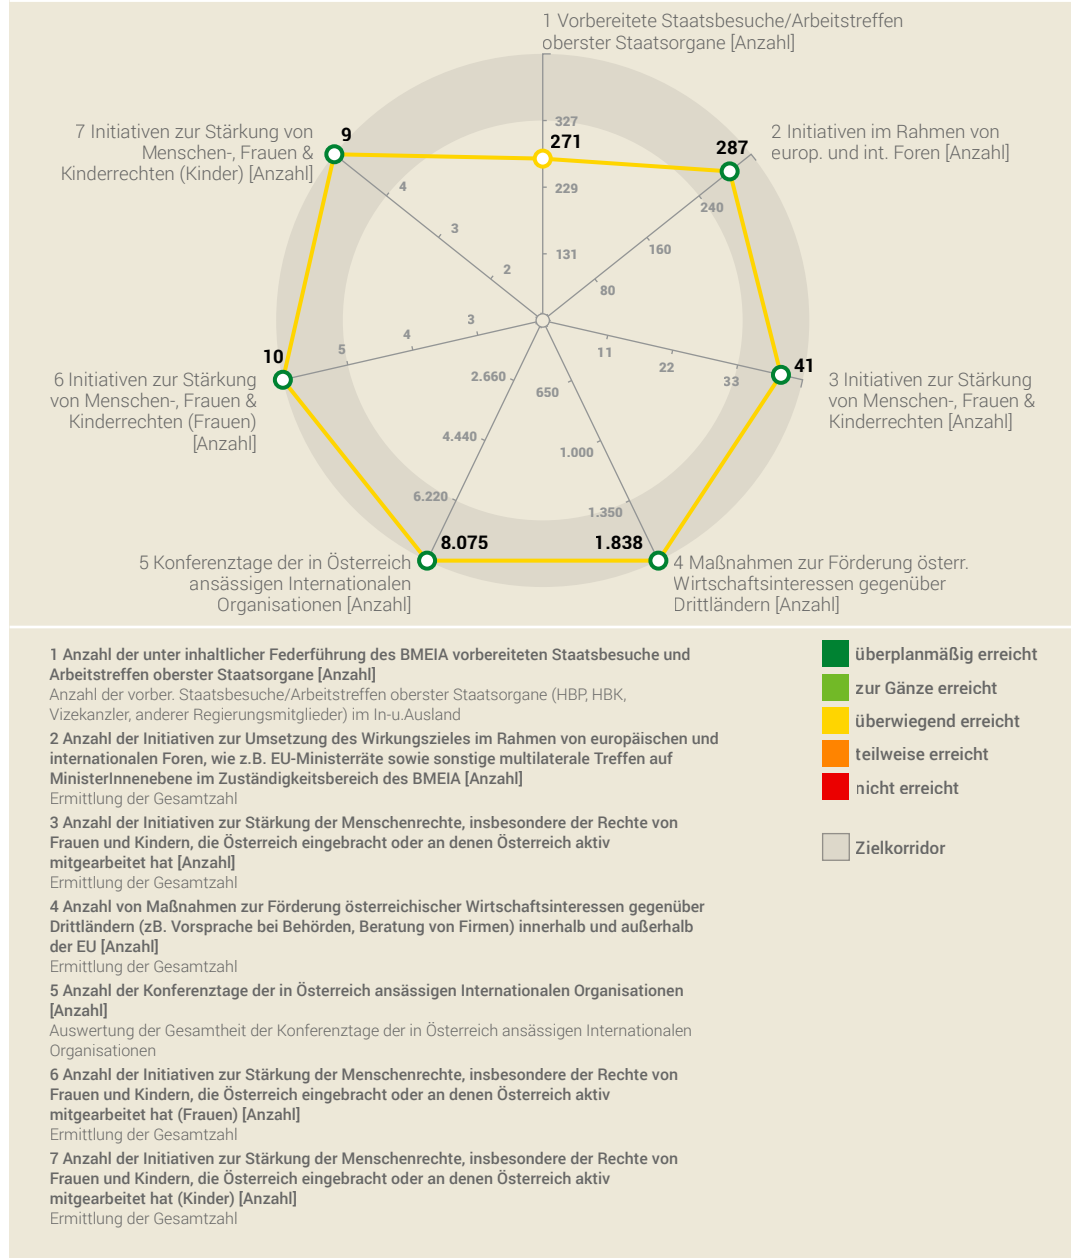 1 Vorbereitete Staatsbesuche/Arbeitstreffen
oberster Staatsorgane [Anzahl]
327
271
229
131
2 Initiativen im Rahmen von
europ. und int. Foren [Anzahl]
287
240
160
80
3 Initiativen zur Stärkung
von Menschen-, Frauen &
Kinderrechten [Anzahl]
41
33
22
11
4 Maßnahmen zur Förderung österr.
Wirtschaftsinteressen gegenüber
Drittländern [Anzahl]
1.838
1.350
1.000
650
5 Konferenztage der in Österreich
ansässigen Internationalen
Organisationen [Anzahl]
8.075
6.220
4.440
2.660
6 Initiativen zur Stärkung
von Menschen-, Frauen &
Kinderrechten (Frauen)
[Anzahl]
10
5
4
3
7 Initiativen zur Stärkung von
Menschen-, Frauen &
Kinderrechten (Kinder) [Anzahl]
9
4
3
2
1 Anzahl der unter inhaltlicher Federführung des BMEIA vorbereiteten Staatsbesuche und
Arbeitstreffen oberster Staatsorgane [Anzahl]
Anzahl der vorber. Staatsbesuche/Arbeitstreffen oberster Staatsorgane (HBP, HBK,
Vizekanzler, anderer Regierungsmitglieder) im In-u.Ausland
2 Anzahl der Initiativen zur Umsetzung des Wirkungszieles im Rahmen von europäischen und
internationalen Foren, wie z.B. EU-Ministerräte sowie sonstige multilaterale Treffen auf
MinisterInnenebene im Zuständigkeitsbereich des BMEIA [Anzahl]
Ermittlung der Gesamtzahl
3 Anzahl der Initiativen zur Stärkung der Menschenrechte, insbesondere der Rechte von
Frauen und Kindern, die Österreich eingebracht oder an denen Österreich aktiv
mitgearbeitet hat [Anzahl]
Ermittlung der Gesamtzahl
4 Anzahl von Maßnahmen zur Förderung österreichischer Wirtschaftsinteressen gegenüber
Drittländern (zB. Vorsprache bei Behörden, Beratung von Firmen) innerhalb und außerhalb
der EU [Anzahl]
Ermittlung der Gesamtzahl
5 Anzahl der Konferenztage der in Österreich ansässigen Internationalen Organisationen
[Anzahl]
Auswertung der Gesamtheit der Konferenztage der in Österreich ansässigen Internationalen
Organisationen
6 Anzahl der Initiativen zur Stärkung der Menschenrechte, insbesondere der Rechte von
Frauen und Kindern, die Österreich eingebracht oder an denen Österreich aktiv
mitgearbeitet hat (Frauen) [Anzahl]
Ermittlung der Gesamtzahl
7 Anzahl der Initiativen zur Stärkung der Menschenrechte, insbesondere der Rechte von
Frauen und Kindern, die Österreich eingebracht oder an denen Österreich aktiv
mitgearbeitet hat (Kinder) [Anzahl]
Ermittlung der Gesamtzahl
überplanmäßig erreicht
zur Gänze erreicht
überwiegend erreicht
teilweise erreicht
nicht erreicht
Zielkorridor